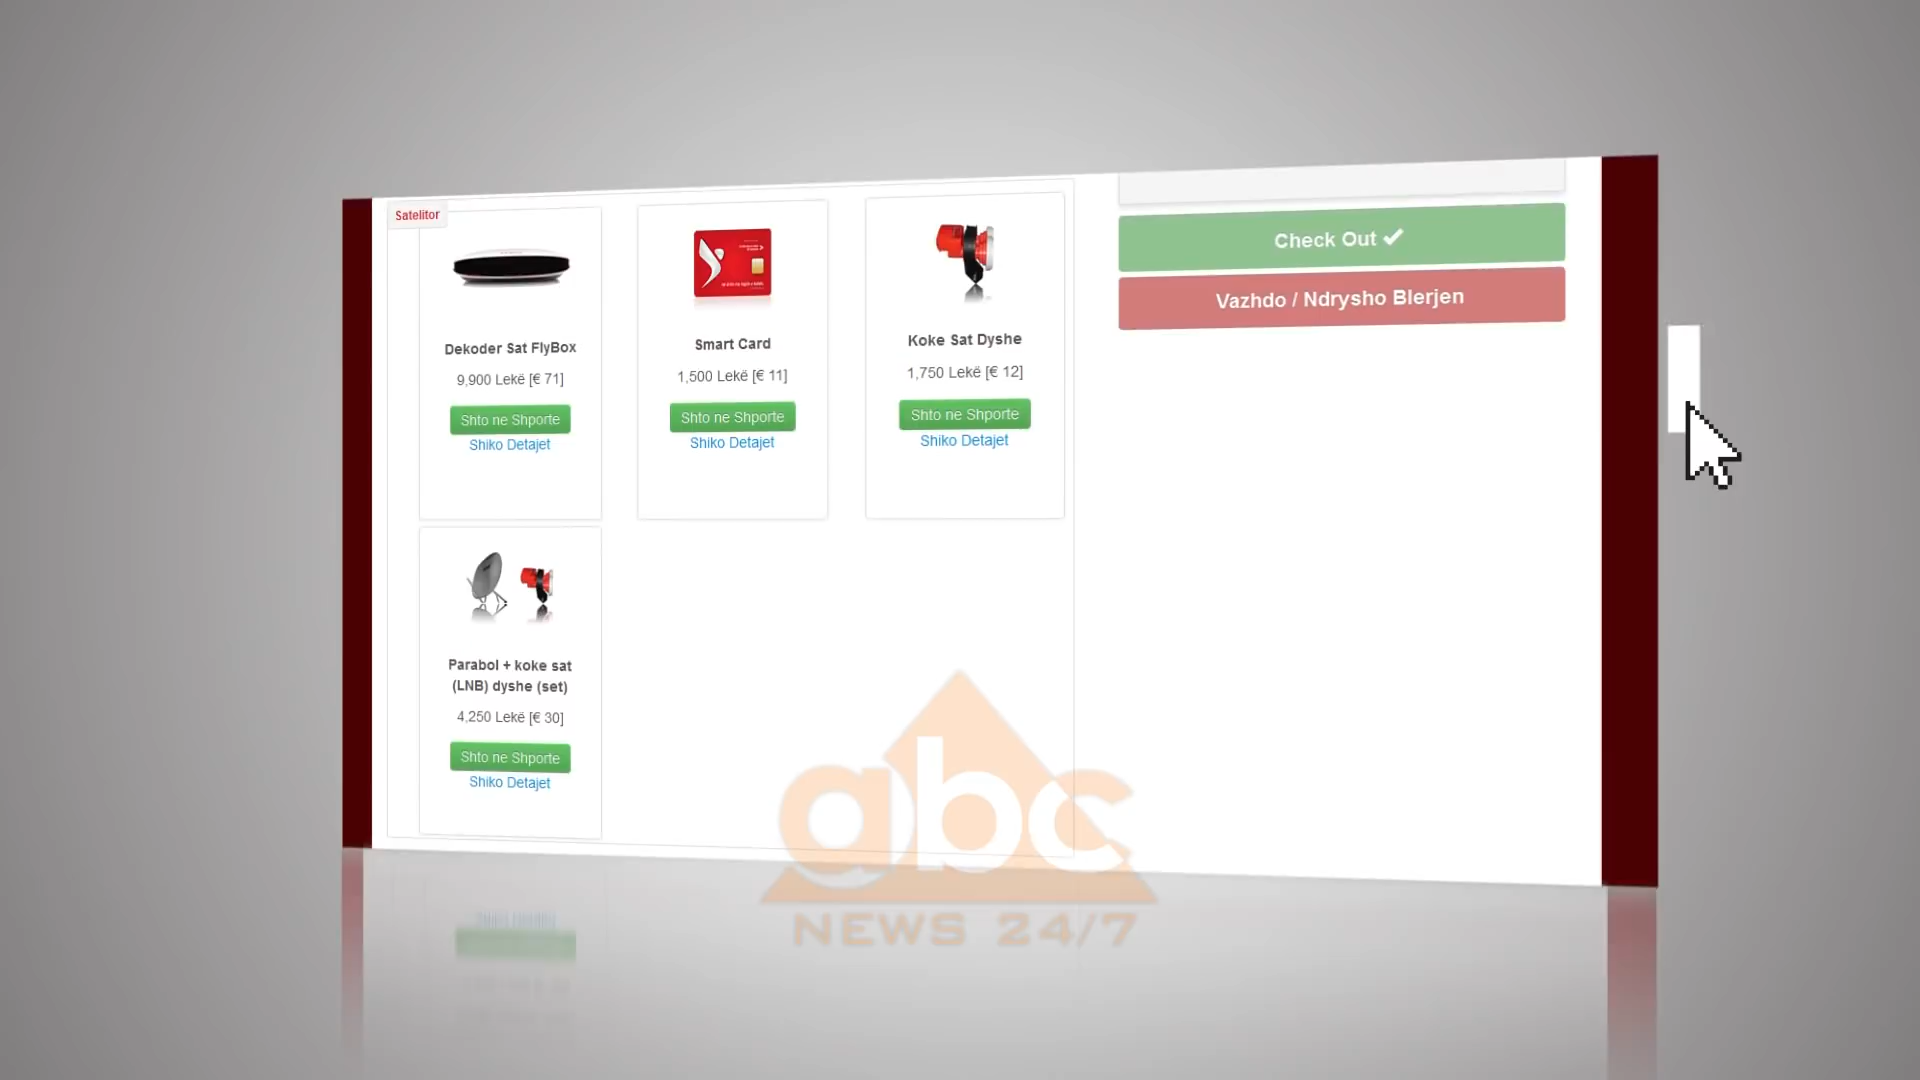 Satelitor
Dekoder Sat FlyBox
9,900 Lekë [€ 71]
Shto ne Shporte
Shiko Detajet
Smart Card
1,500 Lekë [€ 11]
Shto ne Shporte
Shiko Detajet
Koke Sat Dyshe
1,750 Lekë [€ 12]
Shto ne Shporte
Shiko Detajet
Parabol + koke sat
(LNB) dyshe (set)
4,250 Lekë [€ 30]
Shto ne Shporte
Shiko Detajet
Check Out ✔
Vazhdo / Ndrysho Blerjen
abc
NEWS 24/7